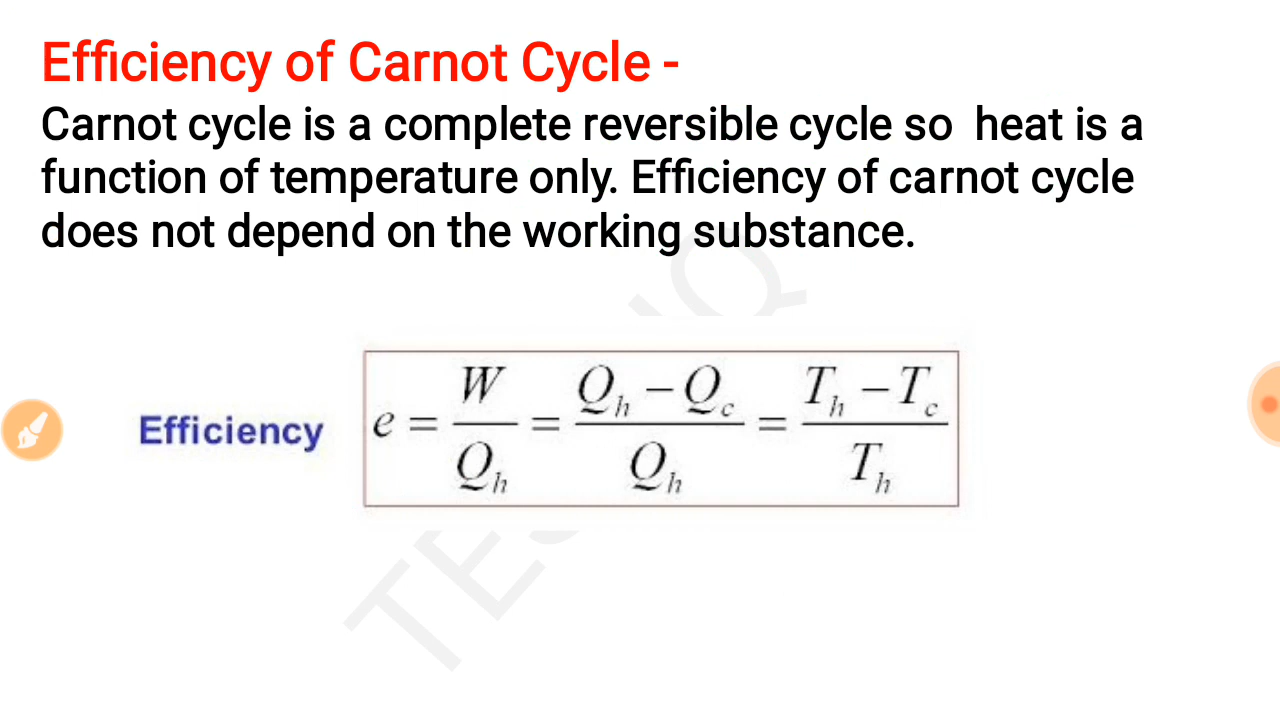 Efficiency of Carnot Cycle -
Carnot cycle is a complete reversible cycle so  heat is a
function of temperature only. Efficiency of carnot cycle
does not depend on the working substance.
Efficiency e = W / Q_h = (Q_h − Q_c) / Q_h = (T_h − T_c) / T_h